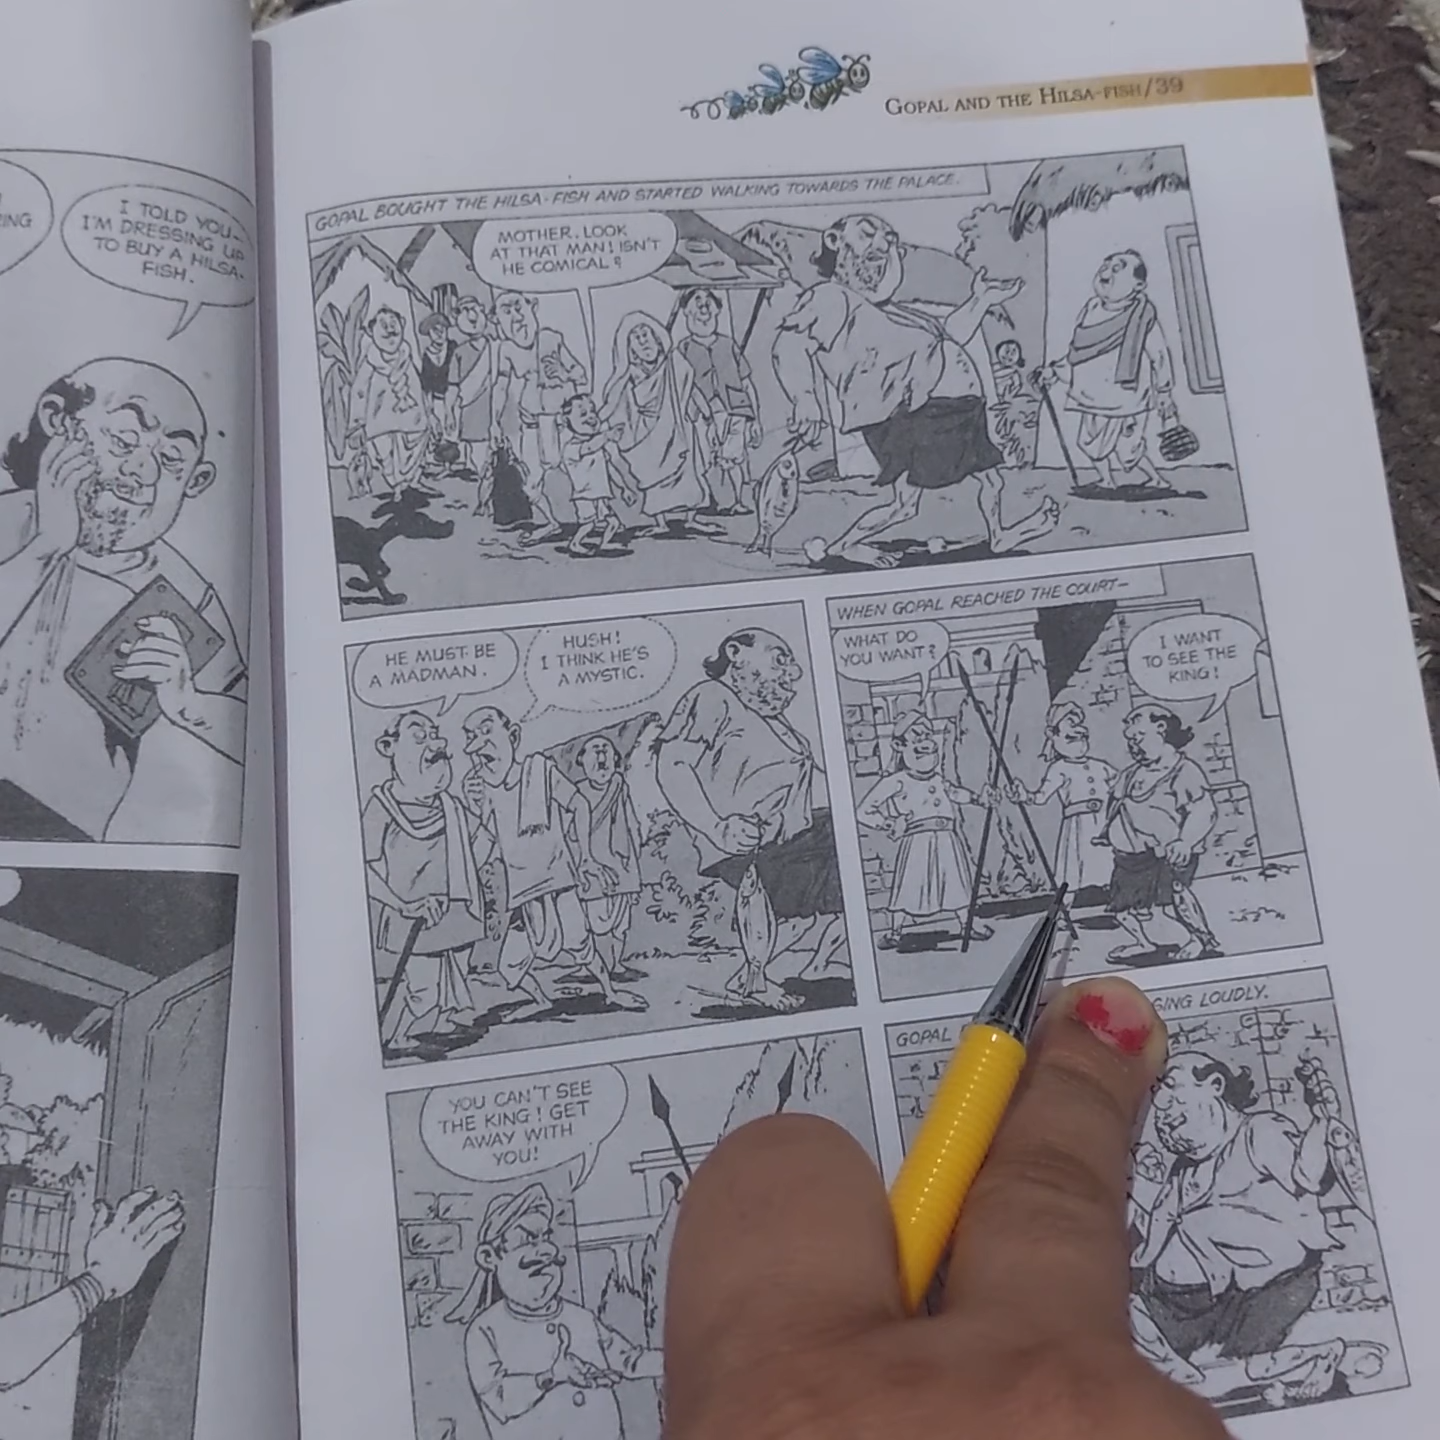 RING
I TOLD YOU—
I'M DRESSING UP
TO BUY A HILSA-
FISH.
GOPAL AND THE HILSA-FISH/39
GOPAL BOUGHT THE HILSA-FISH AND STARTED WALKING TOWARDS THE PALACE.
MOTHER, LOOK
AT THAT MAN! ISN'T
HE COMICAL?
HE MUST BE
A MADMAN.
HUSH!
I THINK HE'S
A MYSTIC.
WHEN GOPAL REACHED THE COURT—
WHAT DO
YOU WANT?
I WANT
TO SEE THE
KING!
YOU CAN'T SEE
THE KING! GET
AWAY WITH
YOU!
GOPAL GING LOUDLY.